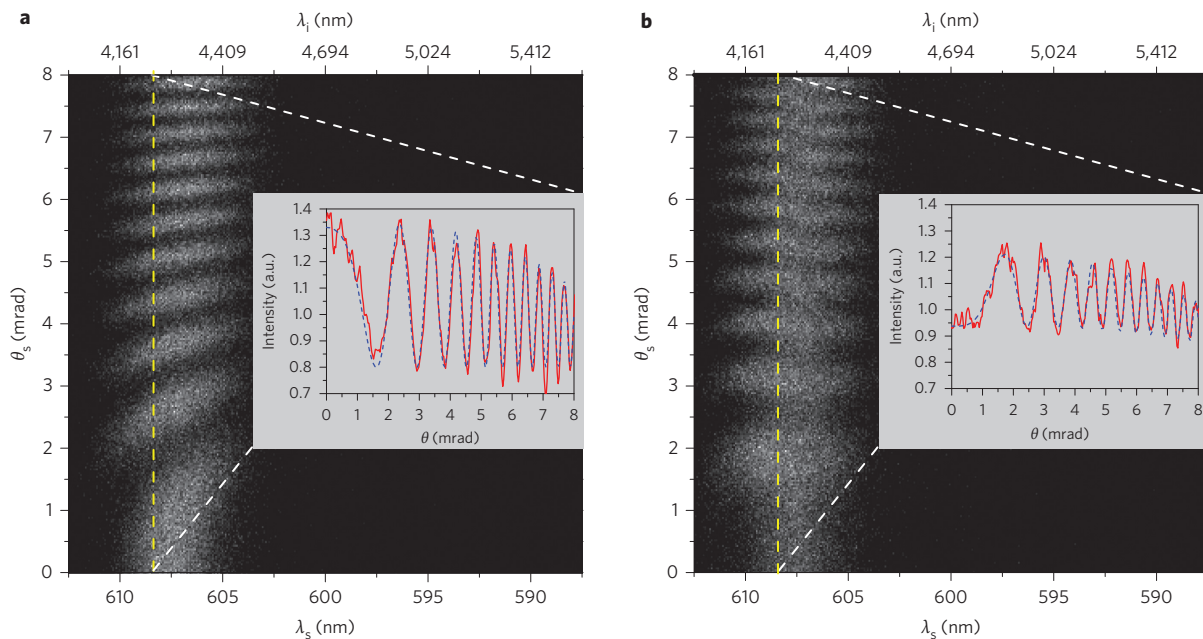 a
λi (nm)
4,161 4,409 4,694 5,024 5,412
8
7
6
5
4
3
2
1
0
θs (mrad)
610 605 600 595 590
λs (nm)
1.4
1.3
1.2
1.1
1.0
0.9
0.8
0.7
Intensity (a.u.)
0 1 2 3 4 5 6 7 8
θ (mrad)
b
λi (nm)
4,161 4,409 4,694 5,024 5,412
8
7
6
5
4
3
2
1
0
θs (mrad)
610 605 600 595 590
λs (nm)
1.4
1.3
1.2
1.1
1.0
0.9
0.8
0.7
Intensity (a.u.)
0 1 2 3 4 5 6 7 8
θ (mrad)